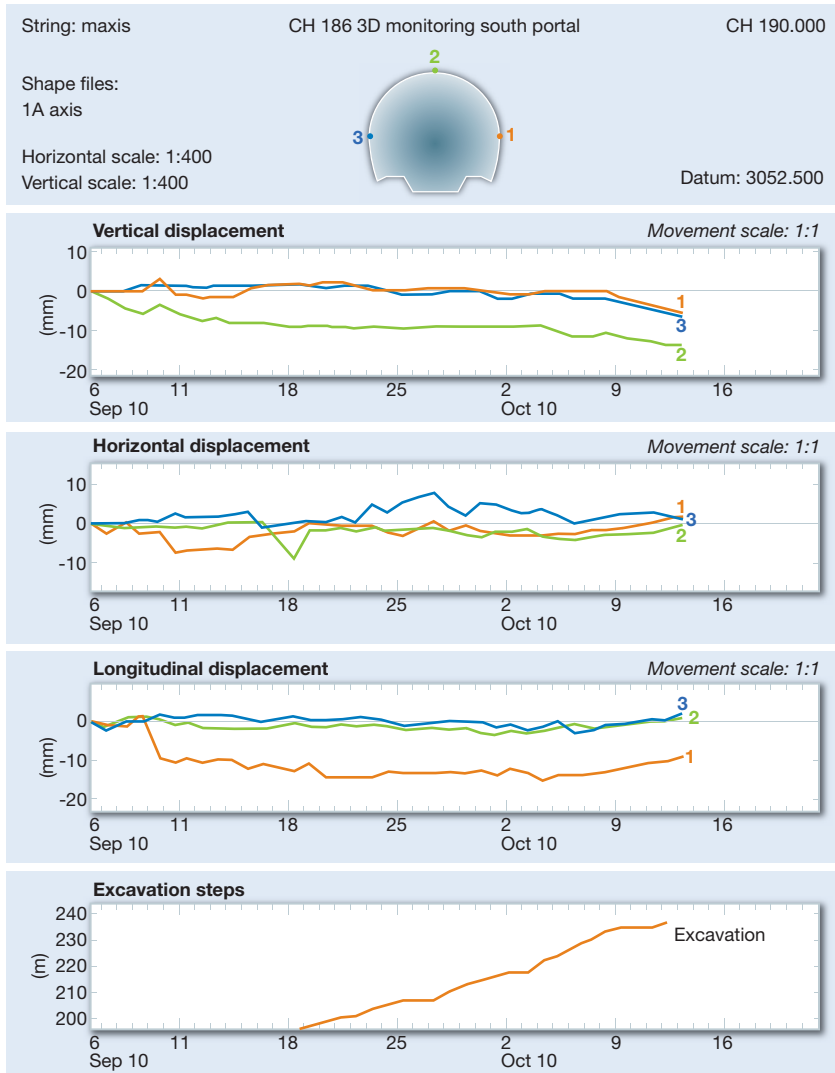 String: maxis CH 186 3D monitoring south portal CH 190.000
2
Shape files:
1A axis
3 1
Horizontal scale: 1:400
Vertical scale: 1:400
Datum: 3052.500
Vertical displacement Movement scale: 1:1
10
0
-10
-20
(mm)
1
3
2
6 11 18 25 2 9 16
Sep 10 Oct 10
Horizontal displacement Movement scale: 1:1
10
0
-10
(mm)
1
3
2
6 11 18 25 2 9 16
Sep 10 Oct 10
Longitudinal displacement Movement scale: 1:1
0
-10
-20
(mm)
3
2
1
6 11 18 25 2 9 16
Sep 10 Oct 10
Excavation steps
240
230
220
210
200
(m)
Excavation
6 11 18 25 2 9 16
Sep 10 Oct 10